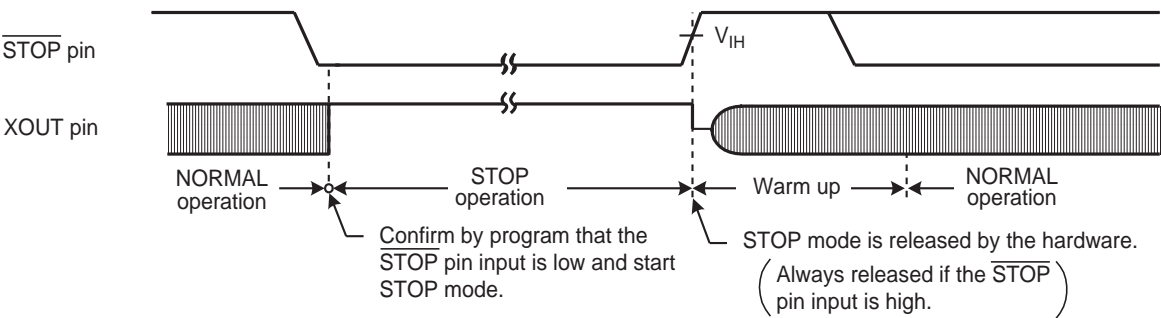 STOP pin
V_IH
XOUT pin
NORMAL
operation
STOP
operation
Warm up
NORMAL
operation
Confirm by program that the
STOP pin input is low and start
STOP mode.
STOP mode is released by the hardware.
Always released if the STOP
pin input is high.